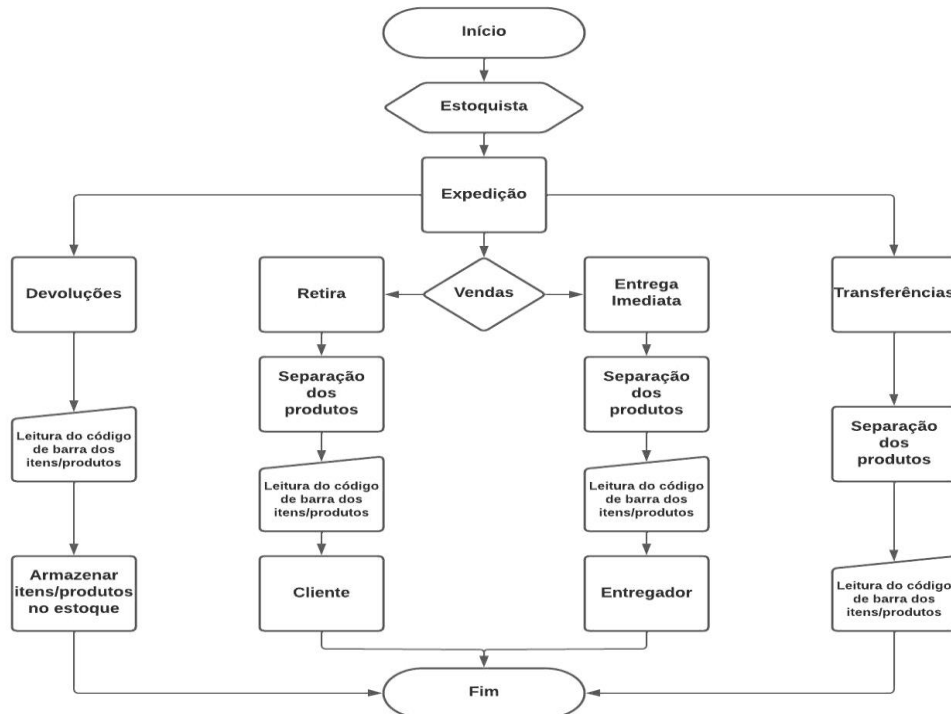 Início
Estoquista
Expedição
Devoluções
Retira
Vendas
Entrega
Imediata
Transferências
Separação
dos
produtos
Separação
dos
produtos
Leitura do código
de barra dos
itens/produtos
Separação
dos
produtos
Leitura do código
de barra dos
itens/produtos
Leitura do código
de barra dos
itens/produtos
Armazenar
itens/produtos
no estoque
Cliente
Entregador
Leitura do código
de barra dos
itens/produtos
Fim